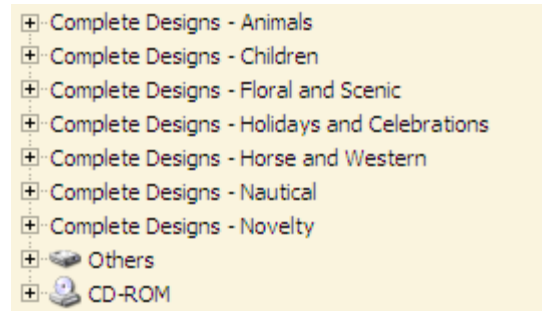 Complete Designs - Animals
Complete Designs - Children
Complete Designs - Floral and Scenic
Complete Designs - Holidays and Celebrations
Complete Designs - Horse and Western
Complete Designs - Nautical
Complete Designs - Novelty
Others
CD-ROM